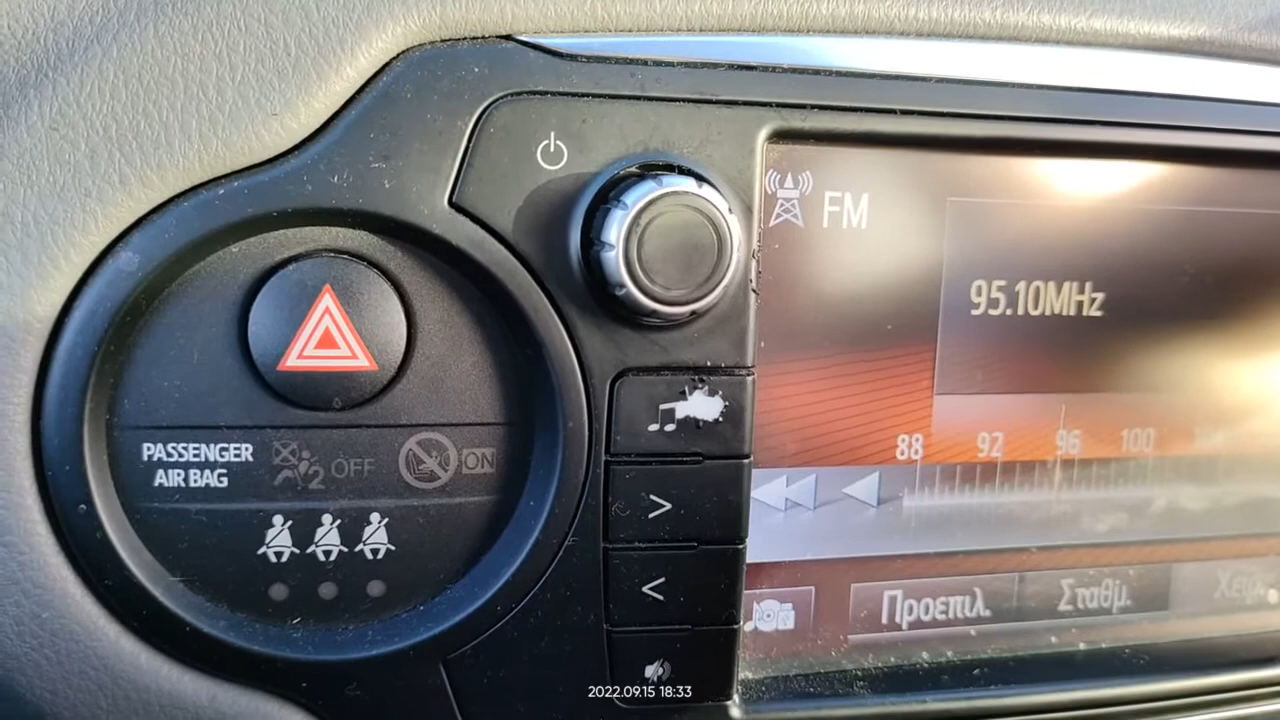 FM
95.10MHz
88 92 96 100
PASSENGER
AIR BAG
2 OFF
ON
>
<
Προεπιλ. Σταθμ.
2022.09.15 18:33